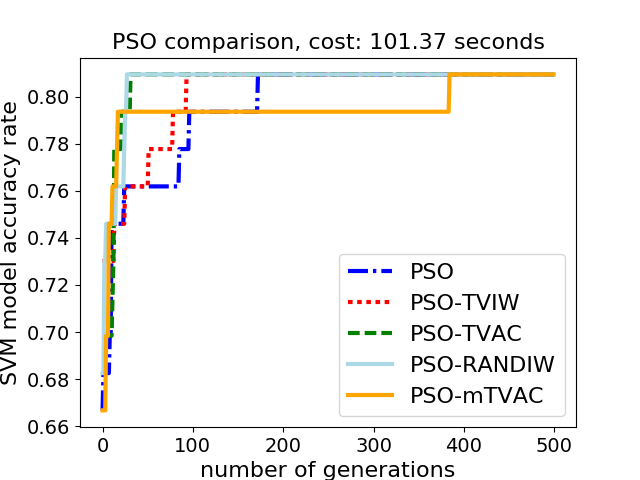 PSO comparison, cost: 101.37 seconds
SVM model accuracy rate
0.80
0.78
0.76
0.74
0.72
0.70
0.68
0.66
PSO
PSO-TVIW
PSO-TVAC
PSO-RANDIW
PSO-mTVAC
0 100 200 300 400 500
number of generations